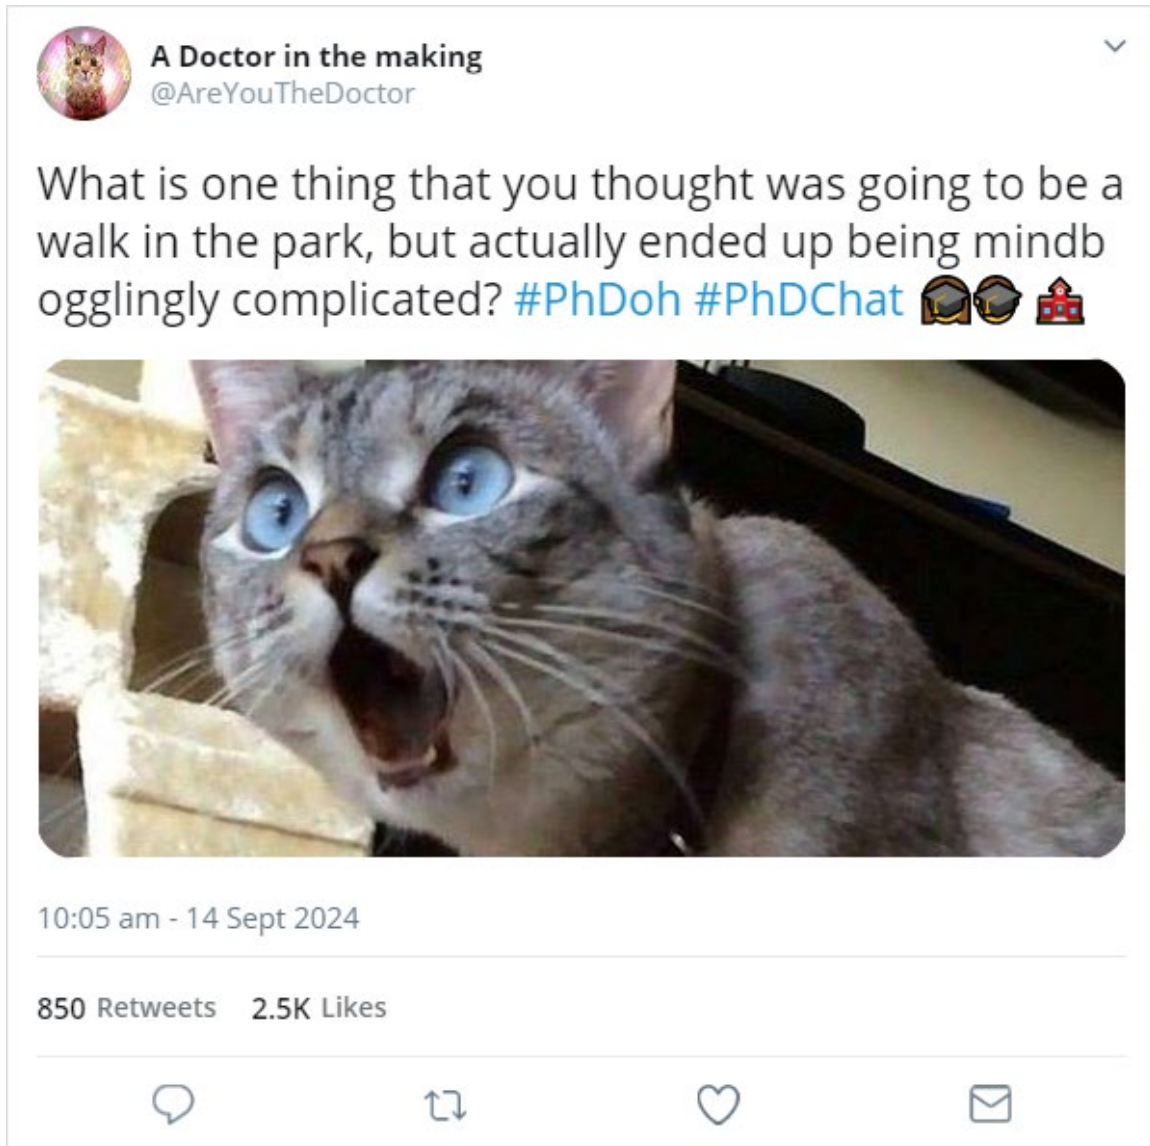 A Doctor in the making
@AreYouTheDoctor
What is one thing that you thought was going to be a
walk in the park, but actually ended up being mindb
ogglingly complicated? #PhDoh #PhDChat
10:05 am - 14 Sept 2024
850 Retweets 2.5K Likes